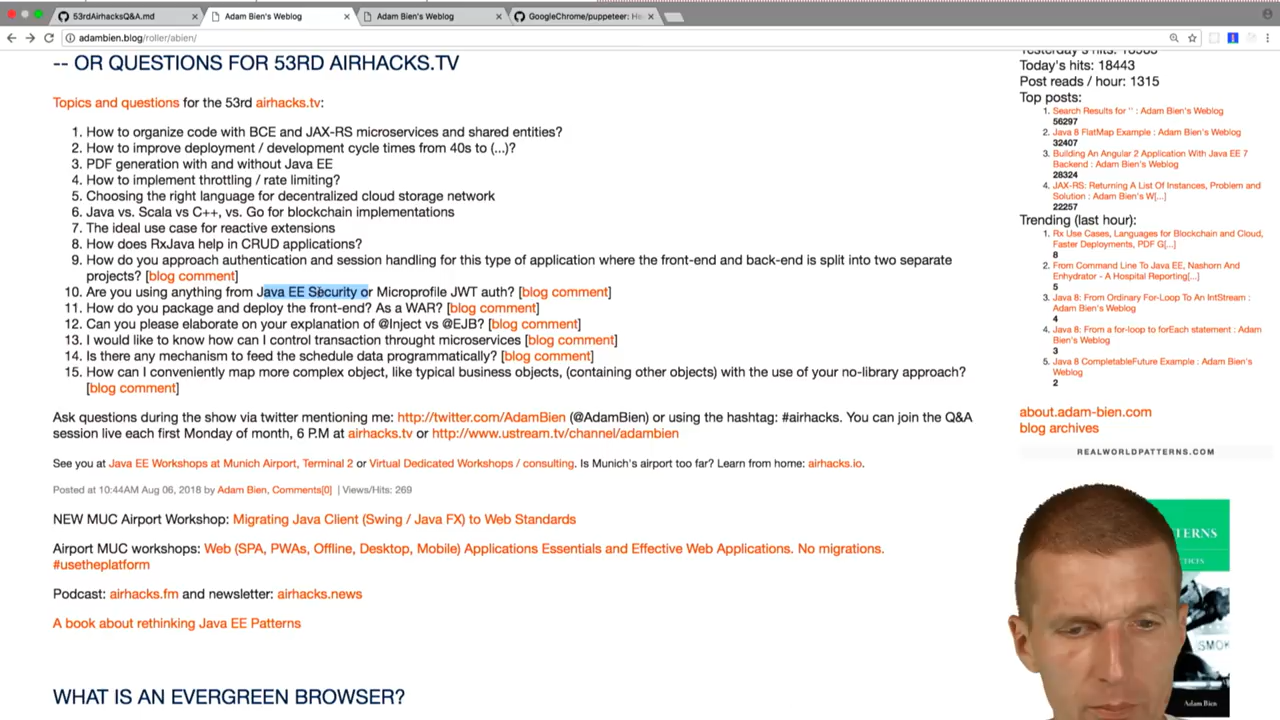 53rdAirhacksQ&A.md
Adam Bien's Weblog
Adam Bien's Weblog
GoogleChrome/puppeteer: He
adambien.blog/roller/abien/
-- OR QUESTIONS FOR 53RD AIRHACKS.TV
Topics and questions for the 53rd airhacks.tv:
1. How to organize code with BCE and JAX-RS microservices and shared entities?
2. How to improve deployment / development cycle times from 40s to (...)?
3. PDF generation with and without Java EE
4. How to implement throttling / rate limiting?
5. Choosing the right language for decentralized cloud storage network
6. Java vs. Scala vs C++, vs. Go for blockchain implementations
7. The ideal use case for reactive extensions
8. How does RxJava help in CRUD applications?
9. How do you approach authentication and session handling for this type of application where the front-end and back-end is split into two separate
projects? [blog comment]
10. Are you using anything from Java EE Security or Microprofile JWT auth? [blog comment]
11. How do you package and deploy the front-end? As a WAR? [blog comment]
12. Can you please elaborate on your explanation of @Inject vs @EJB? [blog comment]
13. I would like to know how can I control transaction throught microservices [blog comment]
14. Is there any mechanism to feed the schedule data programmatically? [blog comment]
15. How can I conveniently map more complex object, like typical business objects, (containing other objects) with the use of your no-library approach?
[blog comment]
Ask questions during the show via twitter mentioning me: http://twitter.com/AdamBien (@AdamBien) or using the hashtag: #airhacks. You can join the Q&A
session live each first Monday of month, 6 P.M at airhacks.tv or http://www.ustream.tv/channel/adambien
See you at Java EE Workshops at Munich Airport, Terminal 2 or Virtual Dedicated Workshops / consulting. Is Munich's airport too far? Learn from home: airhacks.io.
Posted at 10:44AM Aug 06, 2018 by Adam Bien, Comments[0] | Views/Hits: 269
NEW MUC Airport Workshop: Migrating Java Client (Swing / Java FX) to Web Standards
Airport MUC workshops: Web (SPA, PWAs, Offline, Desktop, Mobile) Applications Essentials and Effective Web Applications. No migrations.
#usetheplatform
Podcast: airhacks.fm and newsletter: airhacks.news
A book about rethinking Java EE Patterns
WHAT IS AN EVERGREEN BROWSER?
Today's hits: 18443
Post reads / hour: 1315
Top posts:
1. Search Results for '' : Adam Bien's Weblog
56297
2. Java 8 FlatMap Example : Adam Bien's Weblog
32407
3. Building An Angular 2 Application With Java EE 7
Backend : Adam Bien's Weblog
28324
4. JAX-RS: Returning A List Of Instances, Problem and
Solution : Adam Bien's W[...]
22257
Trending (last hour):
1. Rx Use Cases, Languages for Blockchain and Cloud,
Faster Deployments, PDF G[...]
8
2. From Command Line To Java EE, Nashorn And
Enhydrator - A Hospital Reporting[...]
5
3. Java 8: From Ordinary For-Loop To An IntStream :
Adam Bien's Weblog
4
4. Java 8: From a for-loop to forEach statement : Adam
Bien's Weblog
3
5. Java 8 CompletableFuture Example : Adam Bien's
Weblog
2
about.adam-bien.com
blog archives
REALWORLDPATTERNS.COM
TERNS
Adam Bien